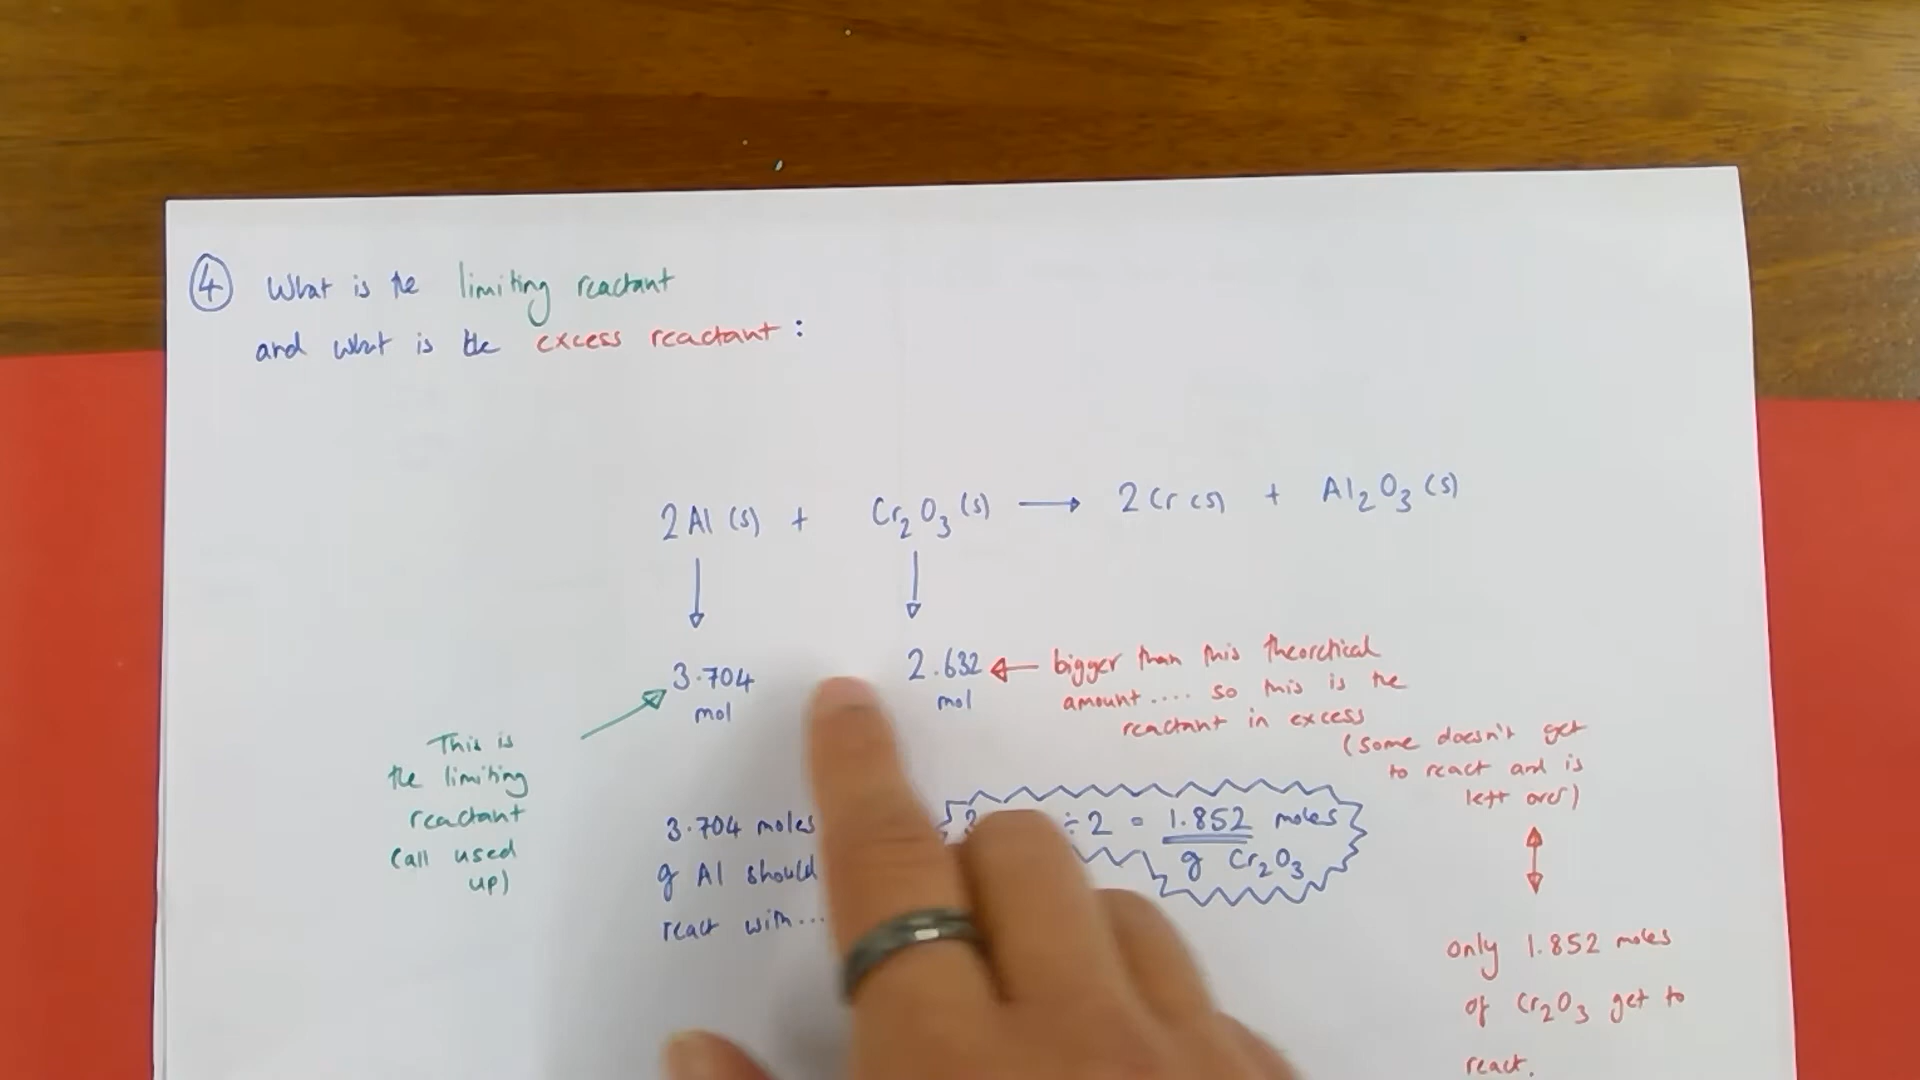 4 What is the limiting reactant
and what is the excess reactant:
2Al (s) + Cr₂O₃ (s) → 2Cr (s) + Al₂O₃ (s)
3.704
mol
2.632
mol
bigger than this theoretical
amount.... so this is the
reactant in excess
(some doesn't get
to react and is
left over)
This is
the limiting
reactant
(all used
up)
3.704 moles
of Al should
react with...
÷ 2 = 1.852 moles
of Cr₂O₃
only 1.852 moles
of Cr₂O₃ get to
react.